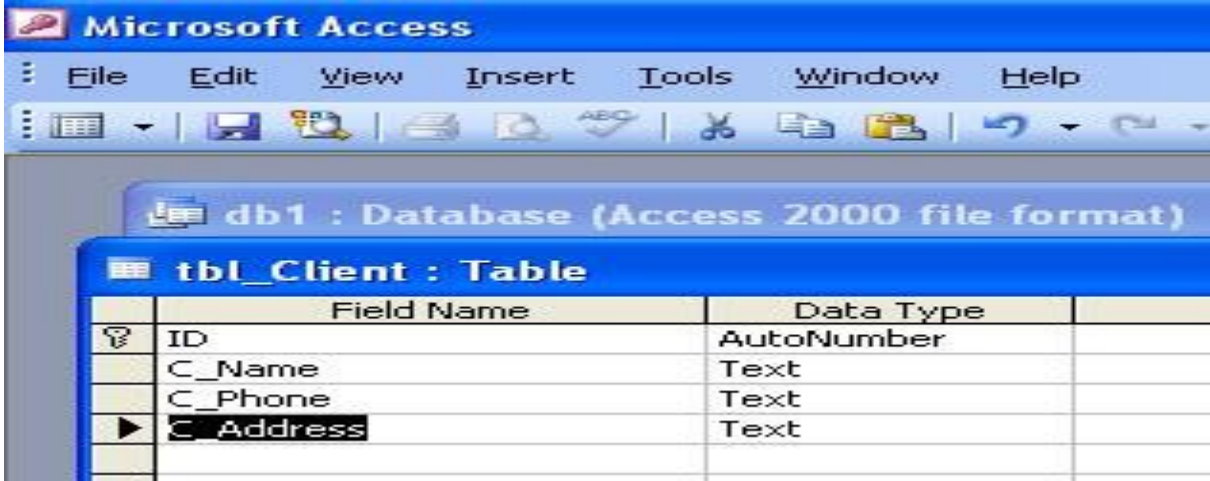 Microsoft Access
File Edit View Insert Tools Window Help
ABC
db1 : Database (Access 2000 file format)
tbl_Client : Table
Field Name Data Type
ID AutoNumber
C_Name Text
C_Phone Text
C_Address Text